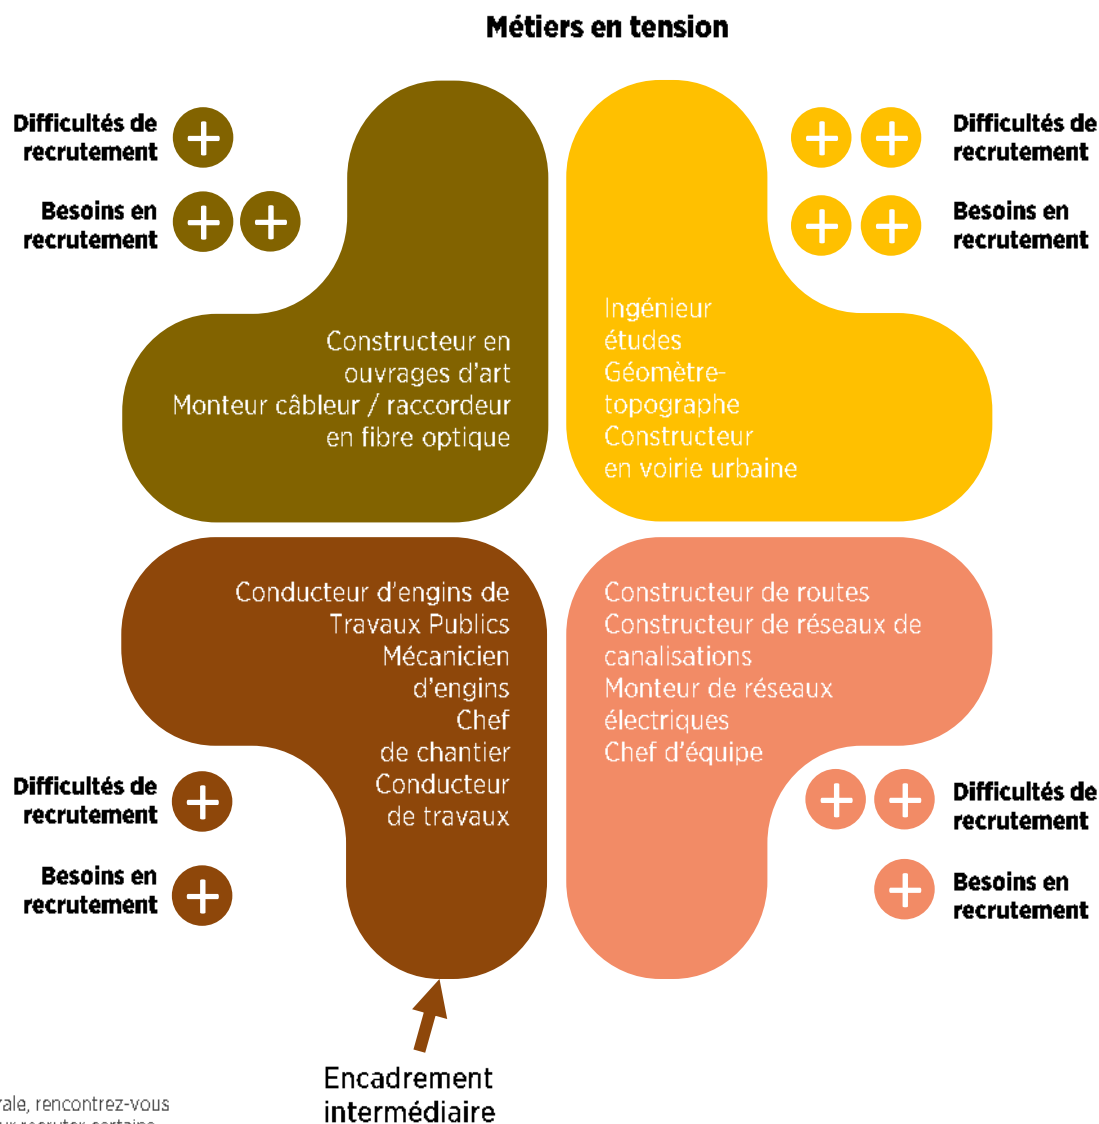 Métiers en tension
Difficultés de
recrutement
+
Besoins en
recrutement
+ +
Constructeur en
ouvrages d'art
Monteur câbleur / raccordeur
en fibre optique
+ +
Difficultés de
recrutement
+ +
Besoins en
recrutement
Ingénieur
études
Géomètre-
topographe
Constructeur
en voirie urbaine
Conducteur d'engins de
Travaux Publics
Mécanicien
d'engins
Chef
de chantier
Conducteur
de travaux
Difficultés de
recrutement
+
Besoins en
recrutement
+
Constructeur de routes
Constructeur de réseaux de
canalisations
Monteur de réseaux
électriques
Chef d'équipe
+ +
Difficultés de
recrutement
+
Besoins en
recrutement
Encadrement
intermédiaire
rale, rencontrez-vous